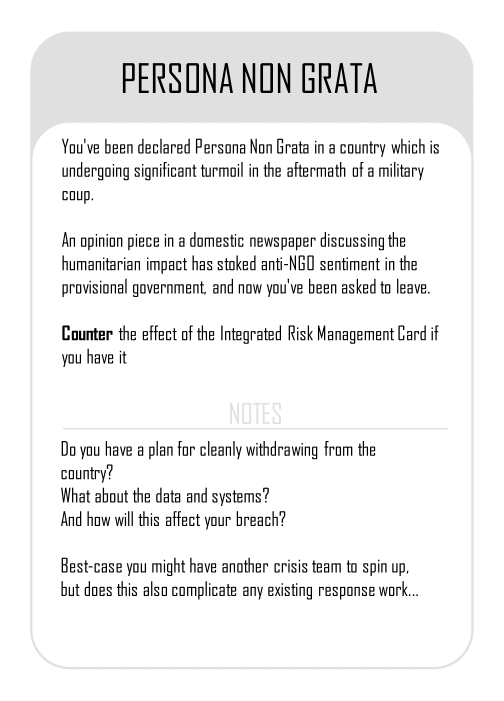 PERSONA NON GRATA
You've been declared Persona Non Grata in a country which is
undergoing significant turmoil in the aftermath of a military
coup.
An opinion piece in a domestic newspaper discussing the
humanitarian impact has stoked anti-NGO sentiment in the
provisional government, and now you've been asked to leave.
Counter the effect of the Integrated Risk Management Card if
you have it
NOTES
Do you have a plan for cleanly withdrawing from the
country?
What about the data and systems?
And how will this affect your breach?
Best-case you might have another crisis team to spin up,
but does this also complicate any existing response work...